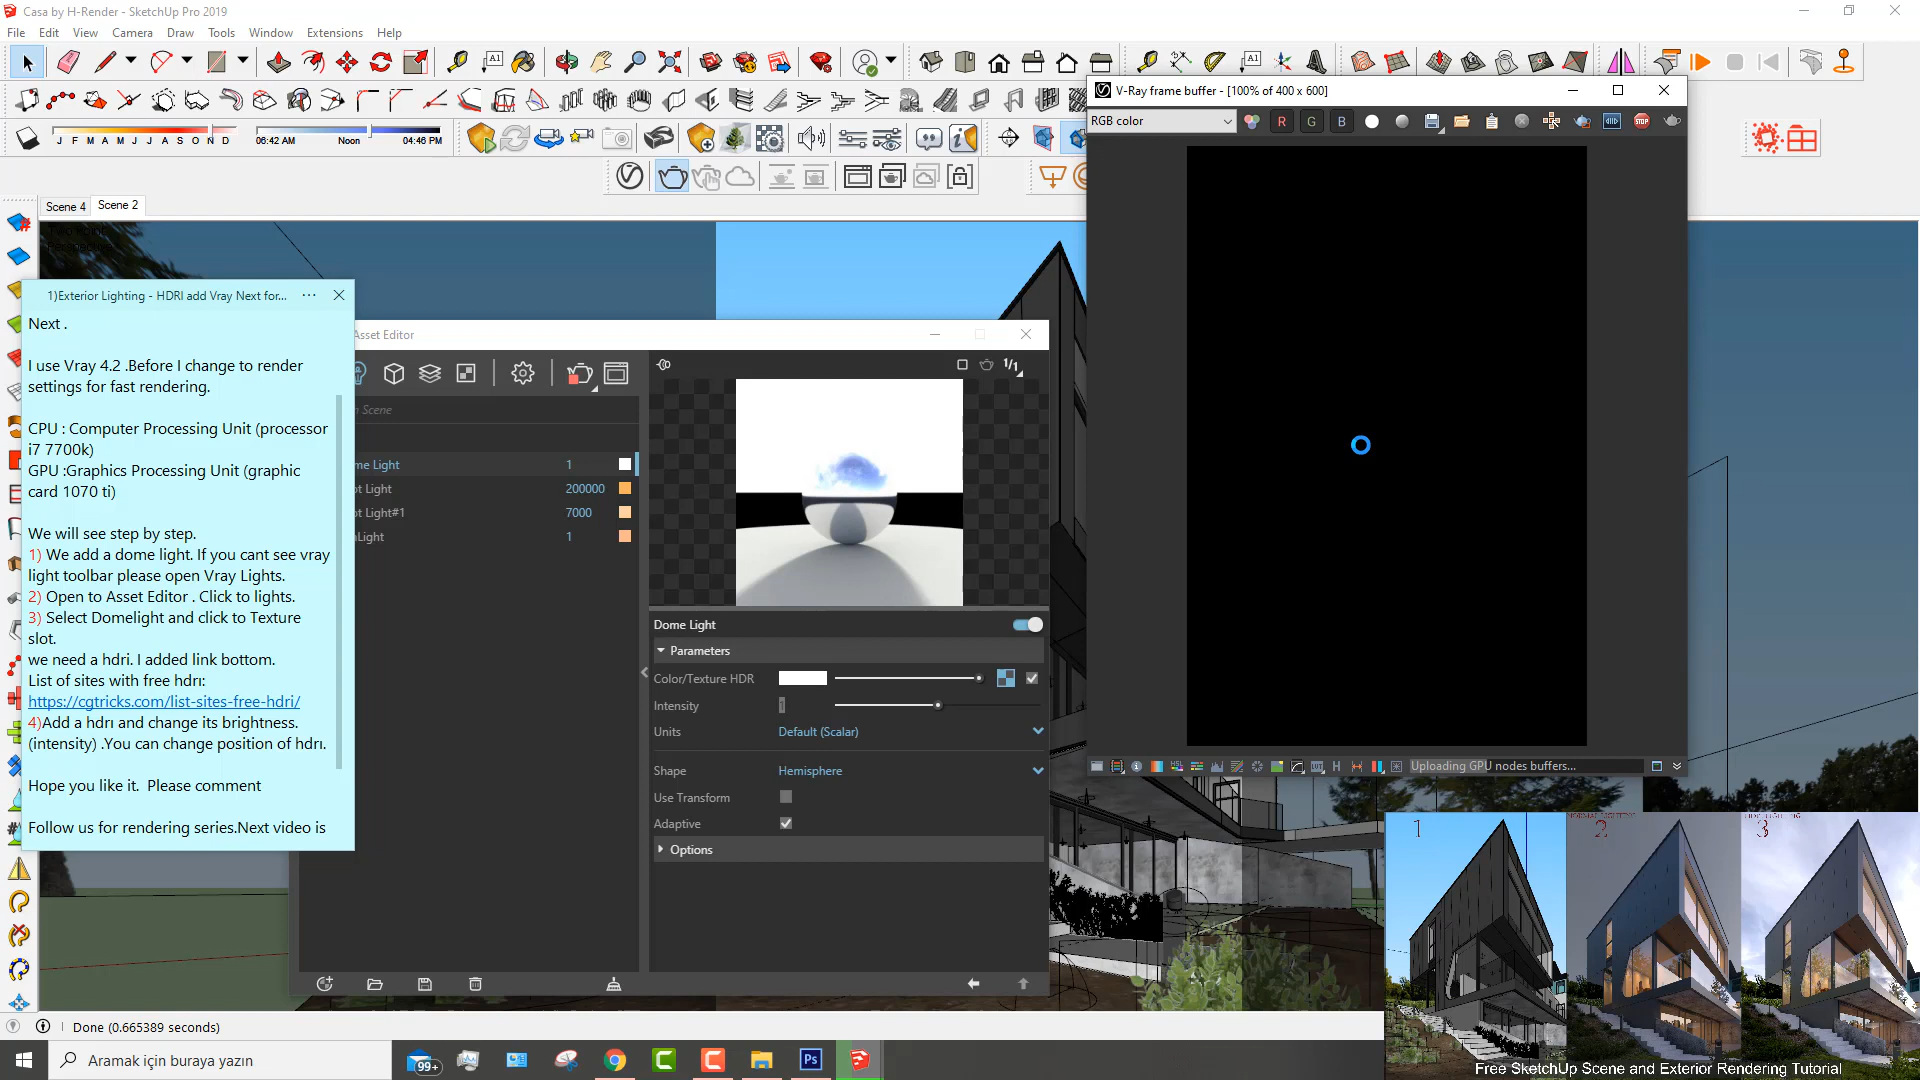 Casa by H-Render - SketchUp Pro 2019
File Edit View Camera Draw Tools Window Extensions Help
J F M A M J J A S O N D
06:42 AM Noon 04:46 PM
Scene 4 Scene 2
V-Ray frame buffer - [100% of 400 x 600]
RGB color
R G B
Uploading GPU nodes buffers...
1)Exterior Lighting - HDRI add Vray Next for...
Next .
I use Vray 4.2 .Before I change to render
settings for fast rendering.
CPU : Computer Processing Unit (processor
i7 7700k)
GPU :Graphics Processing Unit (graphic
card 1070 ti)
We will see step by step.
1) We add a dome light. If you cant see vray
light toolbar please open Vray Lights.
2) Open to Asset Editor . Click to lights.
3) Select Domelight and click to Texture
slot.
we need a hdri. I added link bottom.
List of sites with free hdrı:
https://cgtricks.com/list-sites-free-hdri/
4)Add a hdrı and change its brightness.
(intensity) .You can change position of hdrı.
Hope you like it.  Please comment
Follow us for rendering series.Next video is
Asset Editor
1/1
n Scene
me Light 1
ot Light 200000
ot Light#1 7000
Light 1
Dome Light
Parameters
Color/Texture HDR
Intensity 1
Units Default (Scalar)
Shape Hemisphere
Use Transform
Adaptive
Options
1 2 3
Free SketchUp Scene and Exterior Rendering Tutorial
Done (0.665389 seconds)
Aramak için buraya yazın
99+
Ps